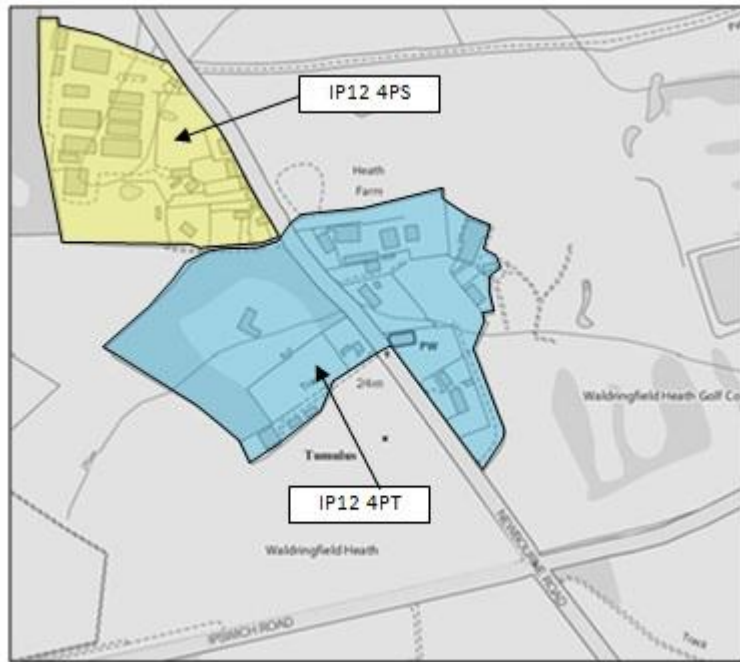 IP12 4PS
Heath
Farm
PW
24m
Waldringfield Heath Golf Co
Tumulus
IP12 4PT
NEWBOURNE ROAD
Waldringfield Heath
IPSWICH ROAD
Track